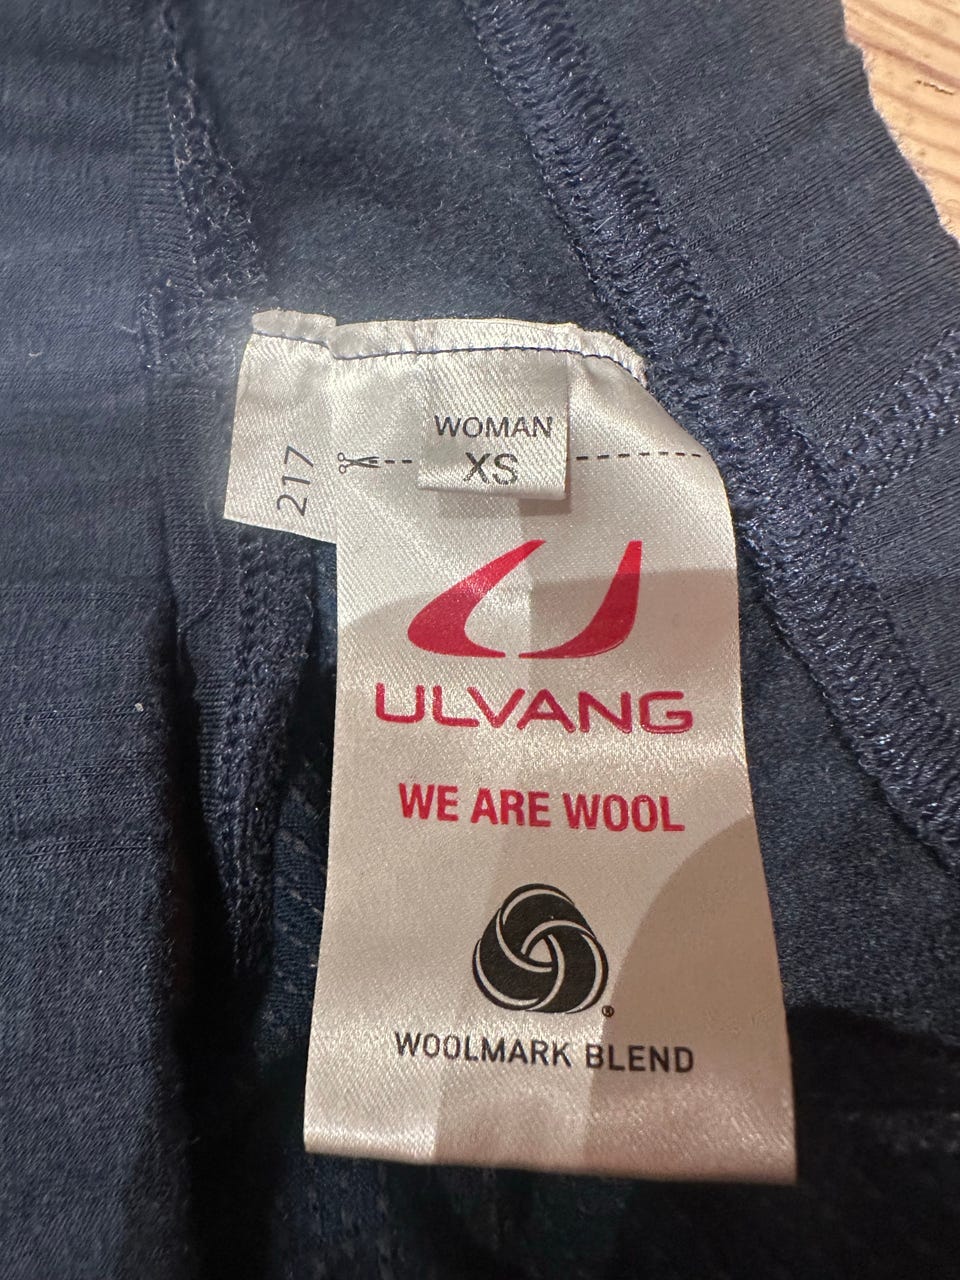 WOMAN
XS
217
ULVANG
WE ARE WOOL
®
WOOLMARK BLEND